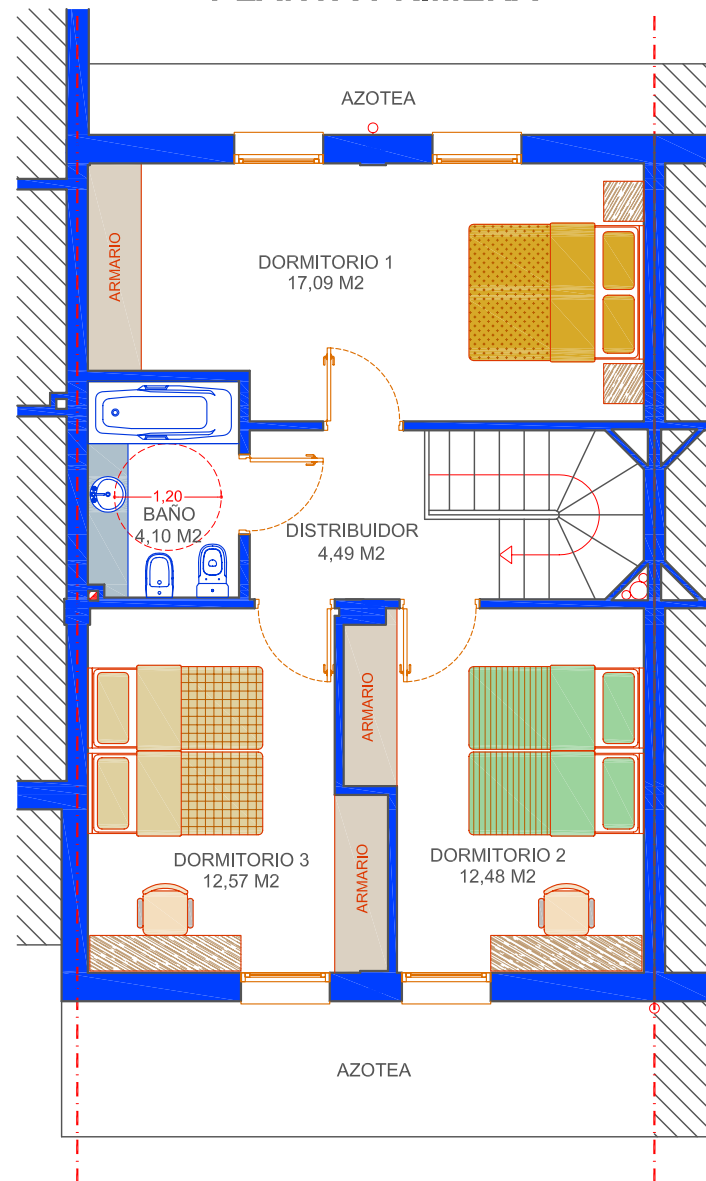 AZOTEA
ARMARIO
DORMITORIO 1
17,09 M2
1,20
BAÑO
4,10 M2
DISTRIBUIDOR
4,49 M2
ARMARIO
DORMITORIO 3
12,57 M2
ARMARIO
DORMITORIO 2
12,48 M2
AZOTEA